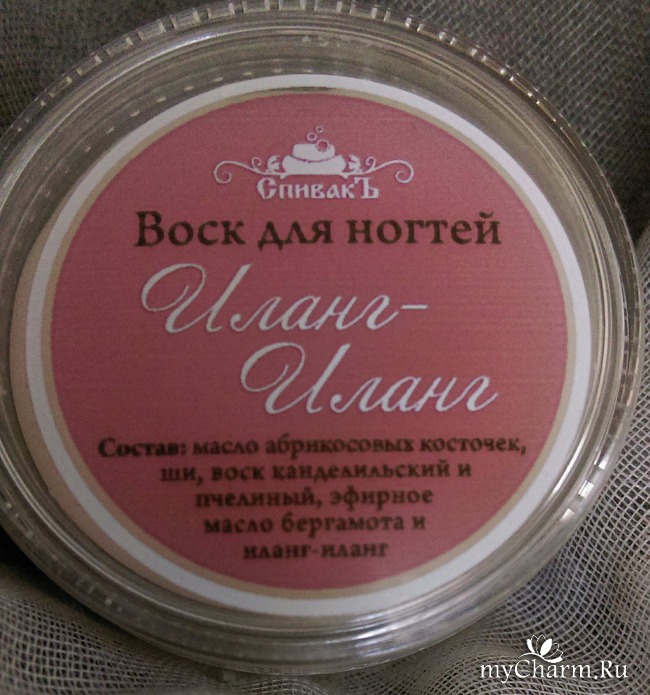 СпивакЪ
Воск для ногтей
Иланг-
Иланг
Состав: масло абрикосовых косточек,
ши, воск канделильский и
пчелиный, эфирное
масло бергамота и
иланг-иланг
myCharm.Ru